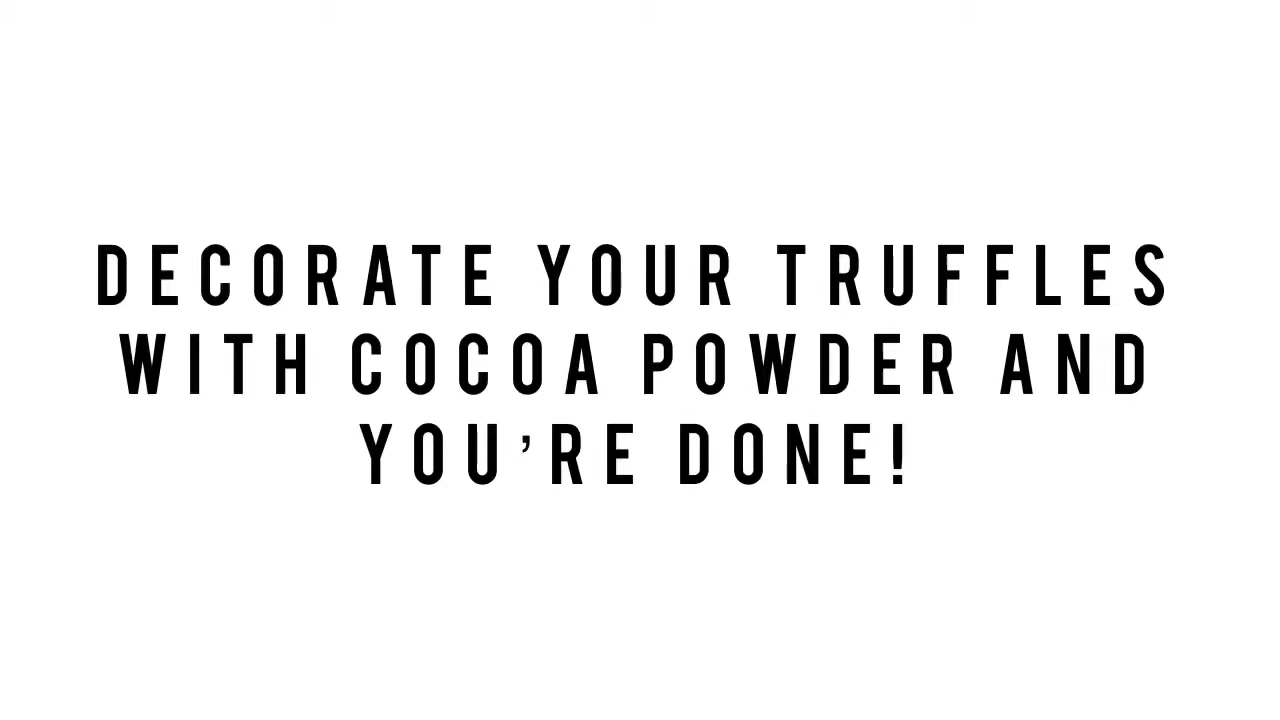 DECORATE YOUR TRUFFLES
WITH COCOA POWDER AND
YOU’RE DONE!